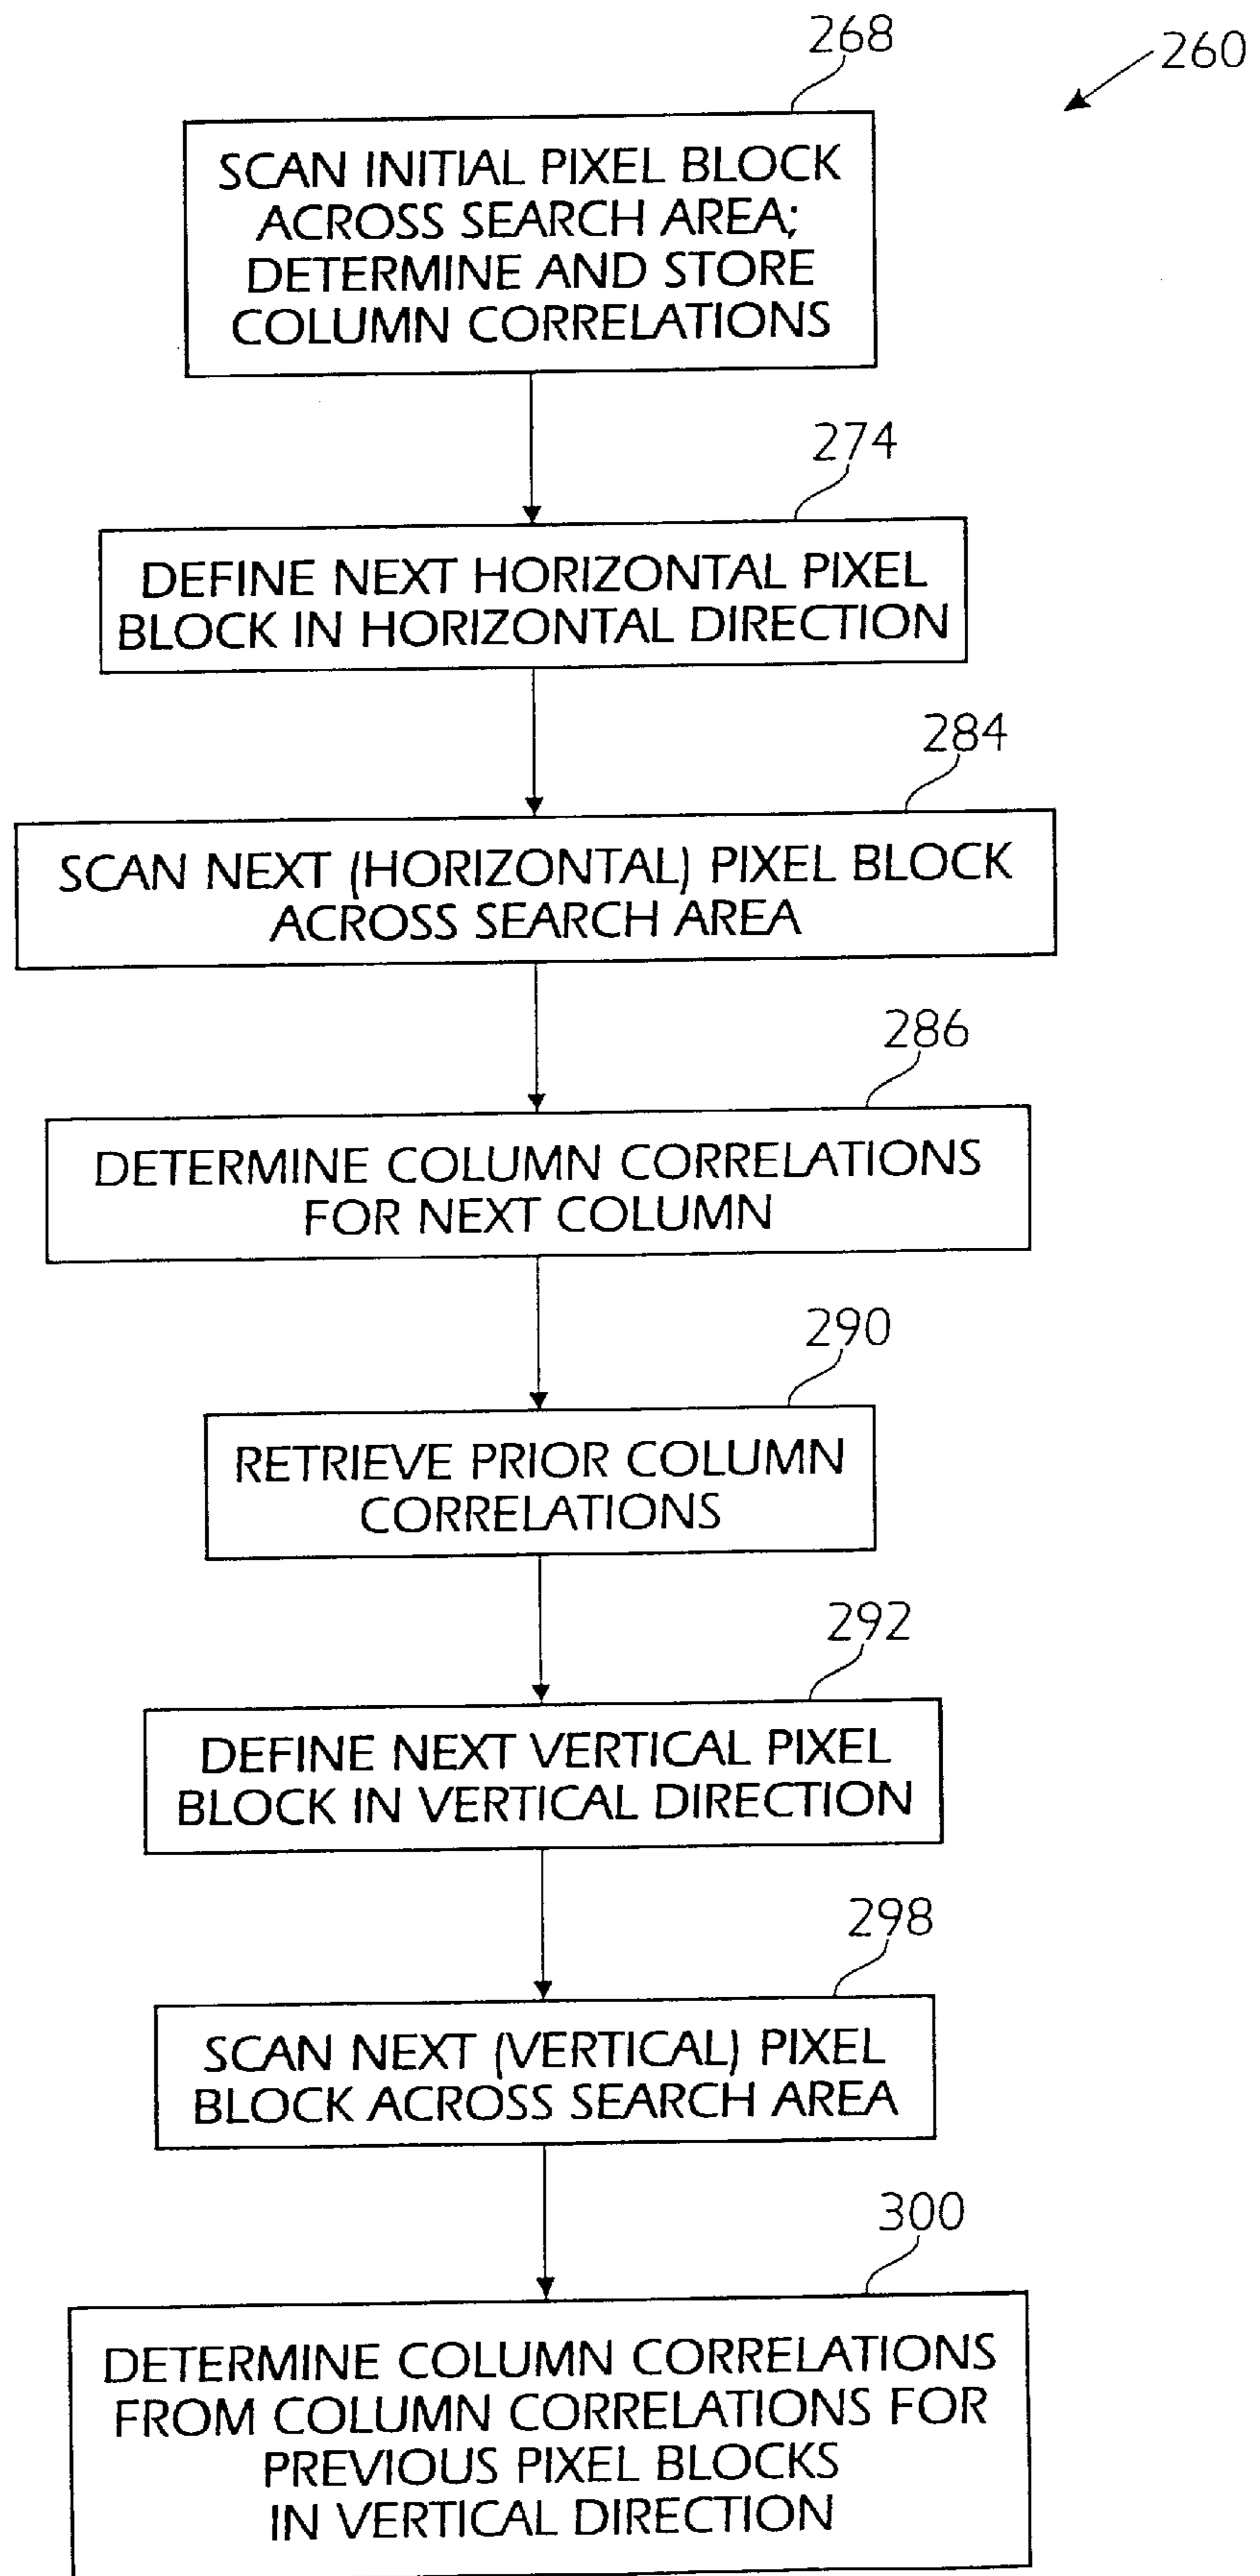 268
260
SCAN INITIAL PIXEL BLOCK
ACROSS SEARCH AREA;
DETERMINE AND STORE
COLUMN CORRELATIONS
274
DEFINE NEXT HORIZONTAL PIXEL
BLOCK IN HORIZONTAL DIRECTION
284
SCAN NEXT (HORIZONTAL) PIXEL BLOCK
ACROSS SEARCH AREA
286
DETERMINE COLUMN CORRELATIONS
FOR NEXT COLUMN
290
RETRIEVE PRIOR COLUMN
CORRELATIONS
292
DEFINE NEXT VERTICAL PIXEL
BLOCK IN VERTICAL DIRECTION
298
SCAN NEXT (VERTICAL) PIXEL
BLOCK ACROSS SEARCH AREA
300
DETERMINE COLUMN CORRELATIONS
FROM COLUMN CORRELATIONS FOR
PREVIOUS PIXEL BLOCKS
IN VERTICAL DIRECTION